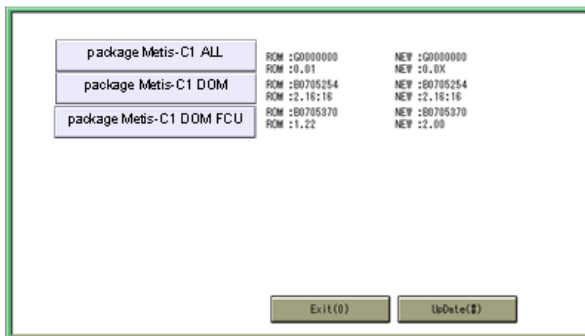 package Metis-C1 ALL
ROM :G0000000 NEW :G0000000
ROM :0.01 NEW :0.0X
package Metis-C1 DOM
ROM :B0705254 NEW :B0705254
ROM :2.16:16 NEW :2.16:16
package Metis-C1 DOM FCU
ROM :B0705370 NEW :B0705370
ROM :1.22 NEW :2.00
Exit(0) UpDate(#)